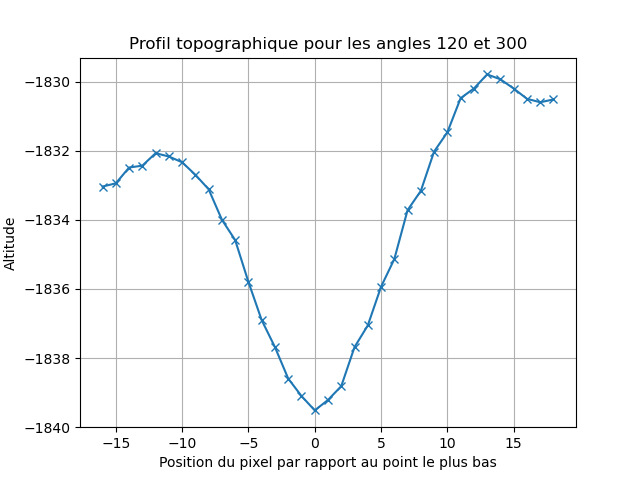 Profil topographique pour les angles 120 et 300
Altitude
−1830
−1832
−1834
−1836
−1838
−1840
−15 −10 −5 0 5 10 15
Position du pixel par rapport au point le plus bas